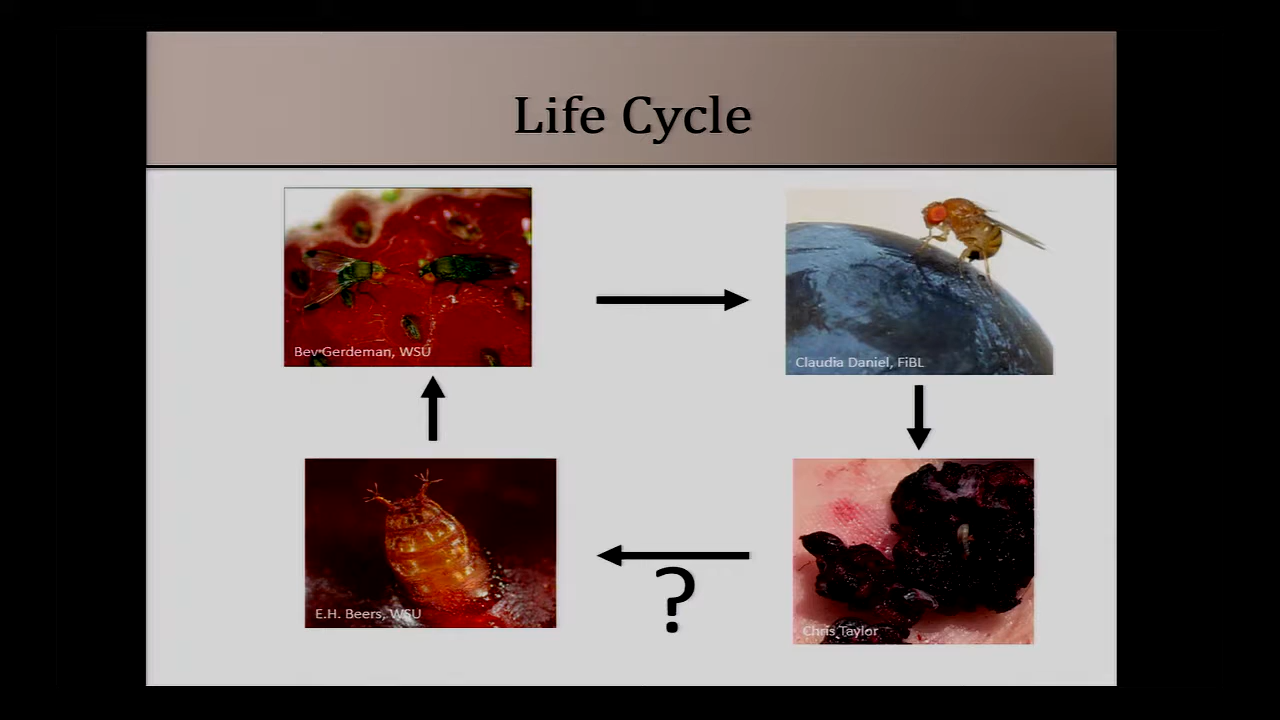 Life Cycle
Bev Gerdeman, WSU
Claudia Daniel, FiBL
E.H. Beers, WSU
?
Chris Taylor